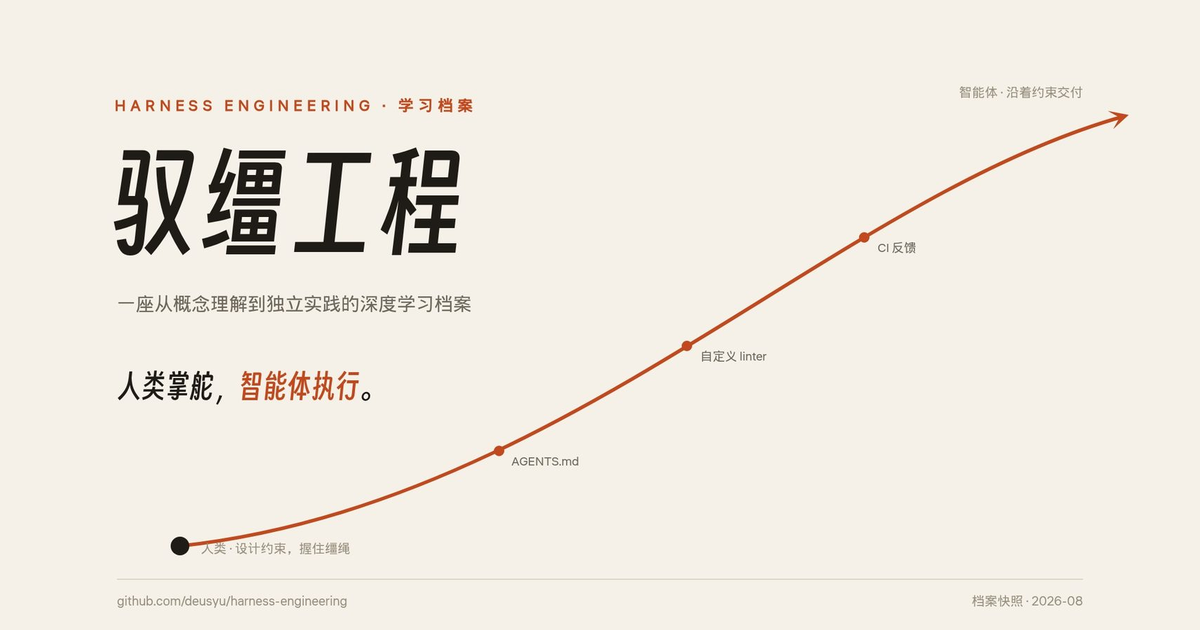 HARNESS ENGINEERING · 学习档案
智能体 · 沿着约束交付
驭缰工程
CI 反馈
一座从概念理解到独立实践的深度学习档案
自定义 linter
人类掌舵，智能体执行。
AGENTS.md
人类 · 设计约束，握住缰绳
github.com/deusyu/harness-engineering
档案快照 · 2026-08